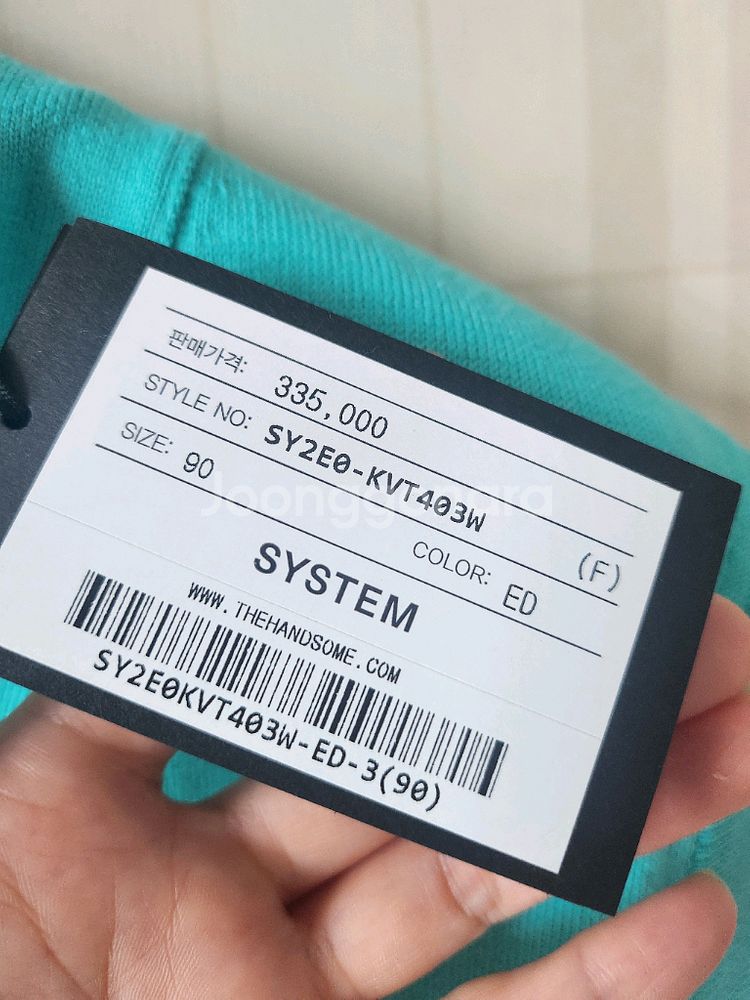 판매가격: 335,000
STYLE NO: SY2E0-KVT403W
SIZE: 90
COLOR: ED (F)
SYSTEM
WWW.THEHANDSOME.COM
SY2E0KVT403W-ED-3(90)
Joonggonara